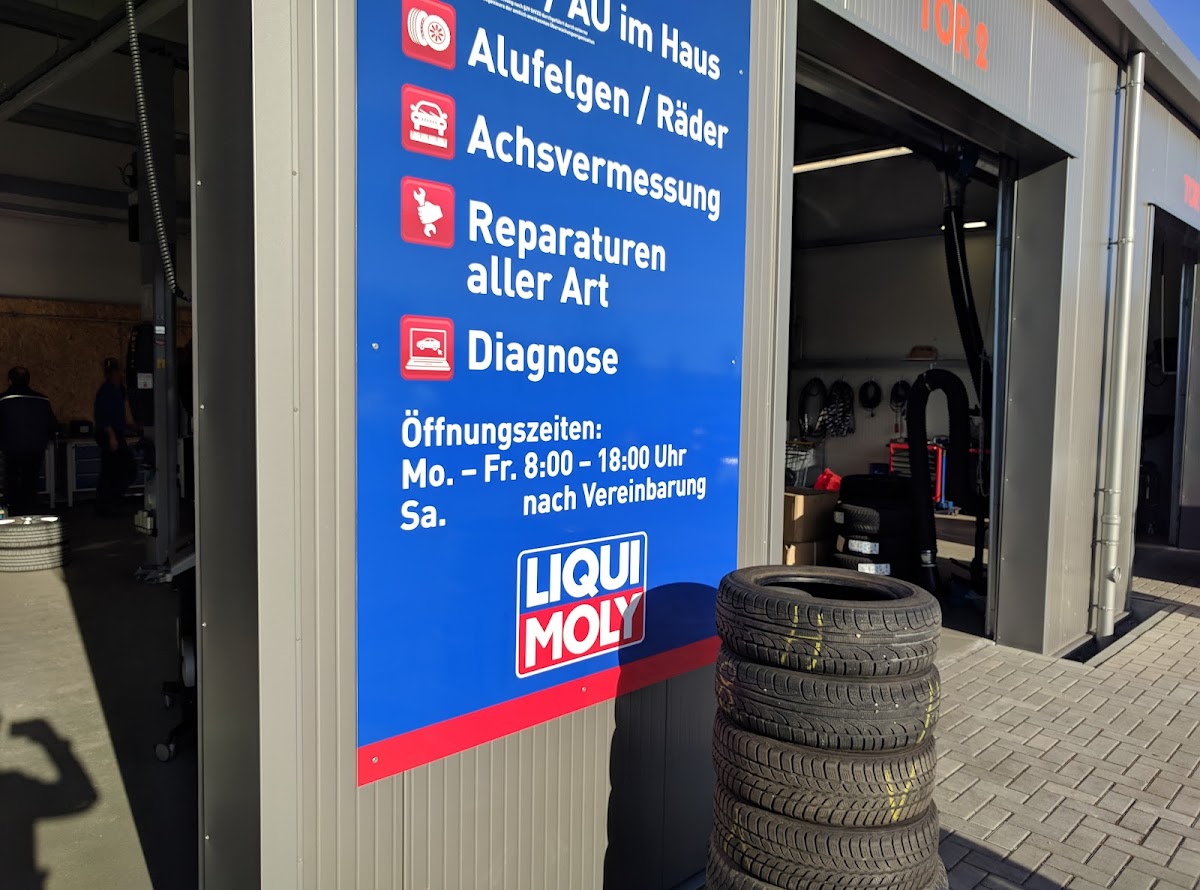 / AU im Haus
Alufelgen / Räder
Achsvermessung
Reparaturen
aller Art
Diagnose
Öffnungszeiten:
Mo. – Fr. 8:00 – 18:00 Uhr
Sa. nach Vereinbarung
LIQUI
MOLY
TOR 2